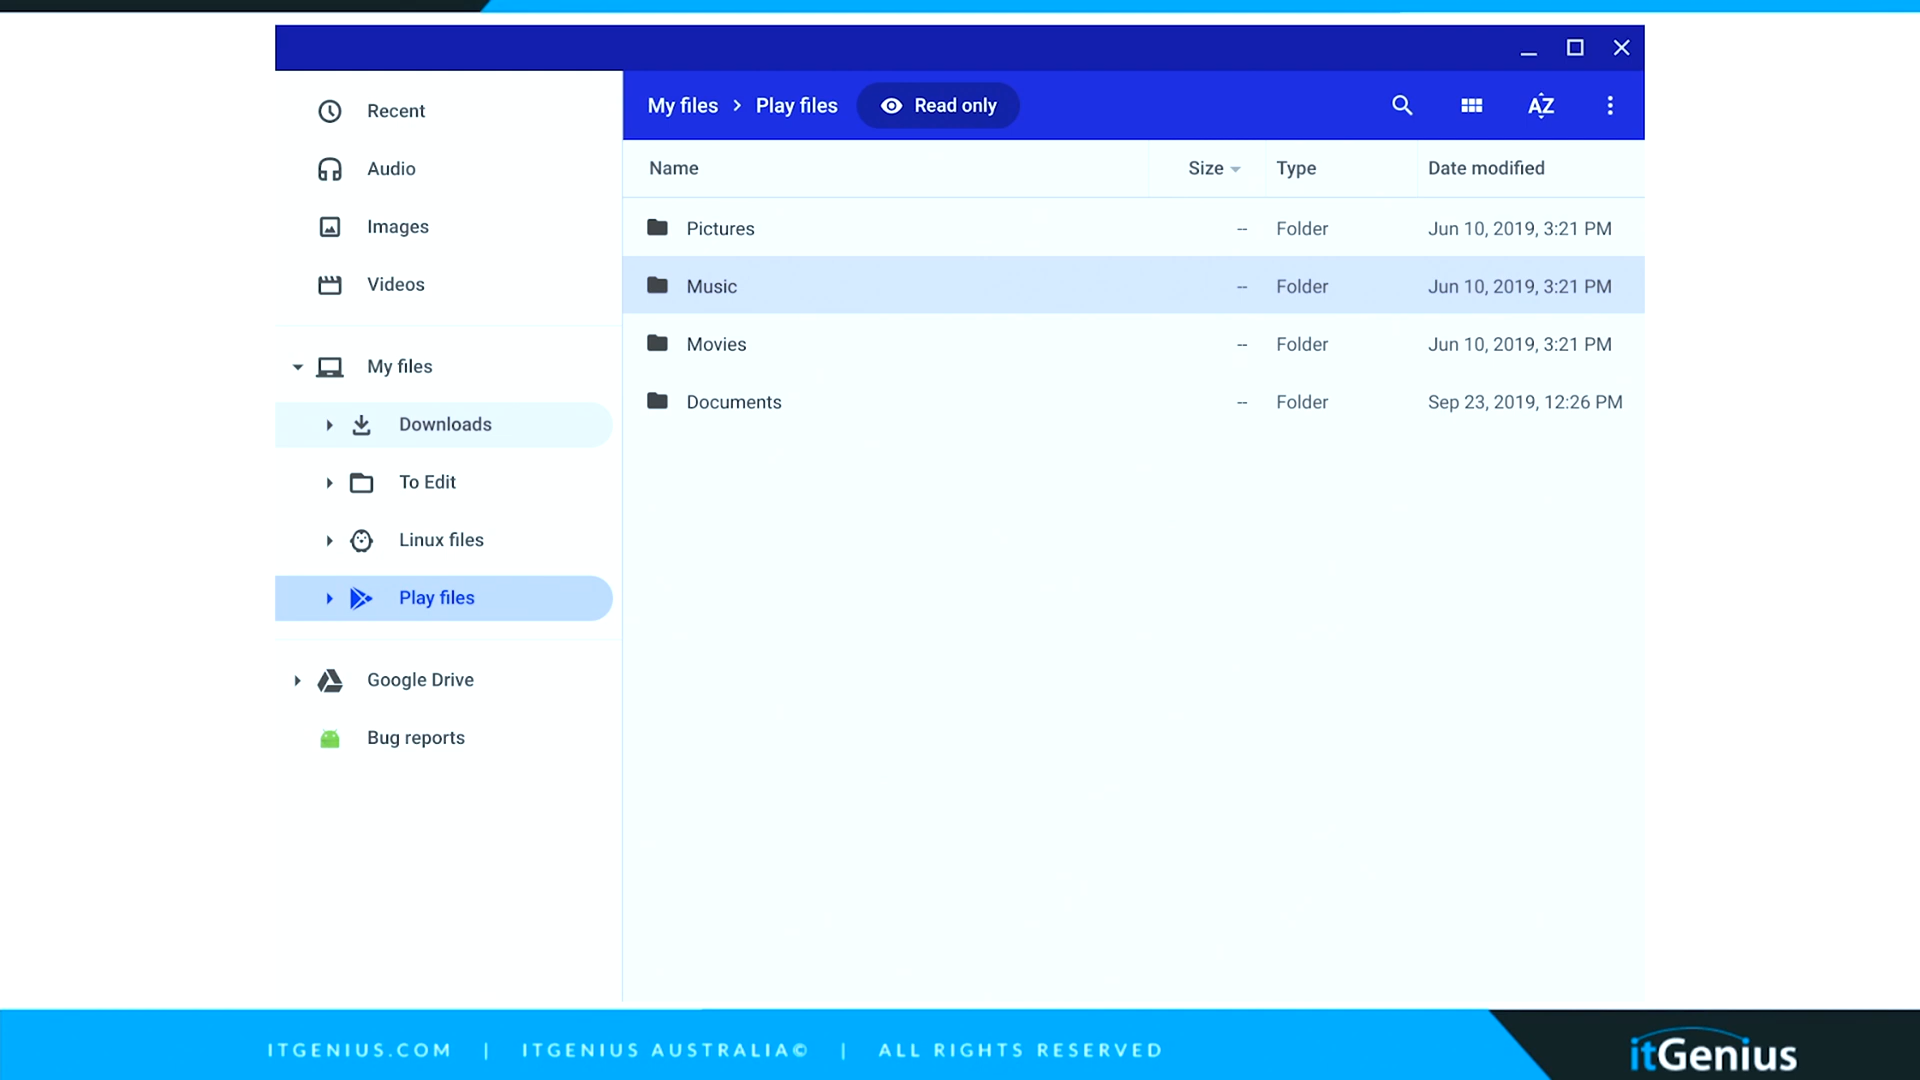 Recent
Audio
Images
Videos
My files
Downloads
To Edit
Linux files
Play files
Google Drive
Bug reports
My files > Play files Read only AZ
Name Size Type Date modified
Pictures -- Folder Jun 10, 2019, 3:21 PM
Music -- Folder Jun 10, 2019, 3:21 PM
Movies -- Folder Jun 10, 2019, 3:21 PM
Documents -- Folder Sep 23, 2019, 12:26 PM
ITGENIUS.COM | ITGENIUS AUSTRALIA© | ALL RIGHTS RESERVED
itGenius